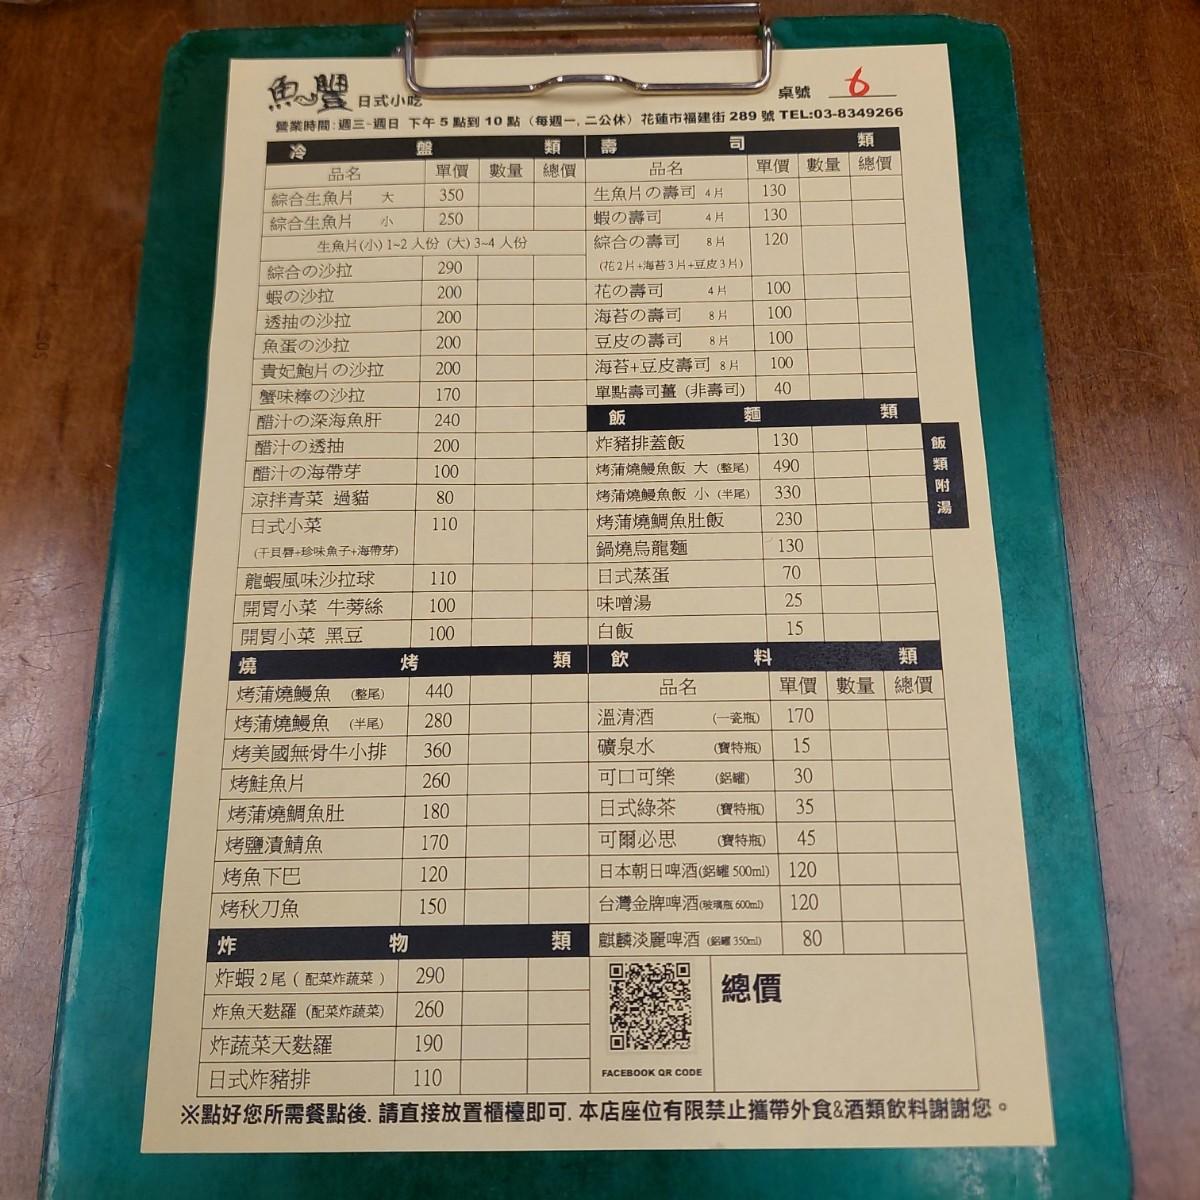 魚豐 日式小吃
桌號 6
營業時間:週三~週日 下午5點到10點（每週一,二公休）花蓮市福建街289號 TEL:03-8349266
冷盤類
品名 單價 數量 總價
綜合生魚片 大 350
綜合生魚片 小 250
生魚片(小)1~2人份 (大)3~4人份
綜合の沙拉 290
蝦の沙拉 200
透抽の沙拉 200
魚蛋の沙拉 200
貴妃鮑片の沙拉 200
蟹味棒の沙拉 170
醋汁の深海魚肝 240
醋汁の透抽 200
醋汁の海帶芽 100
涼拌青菜 過貓 80
日式小菜 110
(干貝唇+珍味魚子+海帶芽)
龍蝦風味沙拉球 110
開胃小菜 牛蒡絲 100
開胃小菜 黑豆 100
燒烤類
烤蒲燒鰻魚 (整尾) 440
烤蒲燒鰻魚 (半尾) 280
烤美國無骨牛小排 360
烤鮭魚片 260
烤蒲燒鯛魚肚 180
烤鹽漬鯖魚 170
烤魚下巴 120
烤秋刀魚 150
炸物類
炸蝦2尾(配菜炸蔬菜) 290
炸魚天麩羅 (配菜炸蔬菜) 260
炸蔬菜天麩羅 190
日式炸豬排 110
壽司類
品名 單價 數量 總價
生魚片の壽司 4片 130
蝦の壽司 4片 130
綜合の壽司 8片 120
(花2片+海苔3片+豆皮3片)
花の壽司 4片 100
海苔の壽司 8片 100
豆皮の壽司 8片 100
海苔+豆皮壽司 8片 100
單點壽司薑 (非壽司) 40
飯麵類
炸豬排蓋飯 130
烤蒲燒鰻魚飯 大 (整尾) 490
烤蒲燒鰻魚飯 小 (半尾) 330
烤蒲燒鯛魚肚飯 230
鍋燒烏龍麵 130
日式蒸蛋 70
味噌湯 25
白飯 15
飯類附湯
飲料類
品名 單價 數量 總價
溫清酒 (一瓷瓶) 170
礦泉水 (寶特瓶) 15
可口可樂 (鋁罐) 30
日式綠茶 (寶特瓶) 35
可爾必思 (寶特瓶) 45
日本朝日啤酒(鋁罐 500ml) 120
台灣金牌啤酒(玻璃瓶 600ml) 120
麒麟淡麗啤酒 (鋁罐 350ml) 80
FACEBOOK QR CODE
總價
※點好您所需餐點後.請直接放置櫃檯即可.本店座位有限禁止攜帶外食&酒類飲料謝謝您。